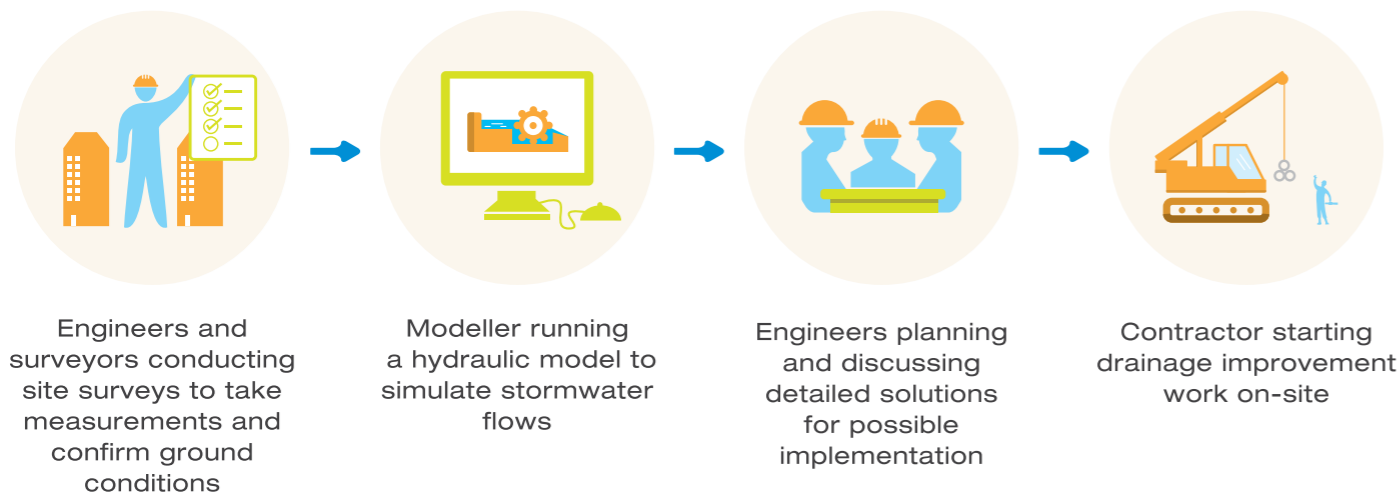 Engineers and
surveyors conducting
site surveys to take
measurements and
confirm ground
conditions
Modeller running
a hydraulic model to
simulate stormwater
flows
Engineers planning
and discussing
detailed solutions
for possible
implementation
Contractor starting
drainage improvement
work on-site